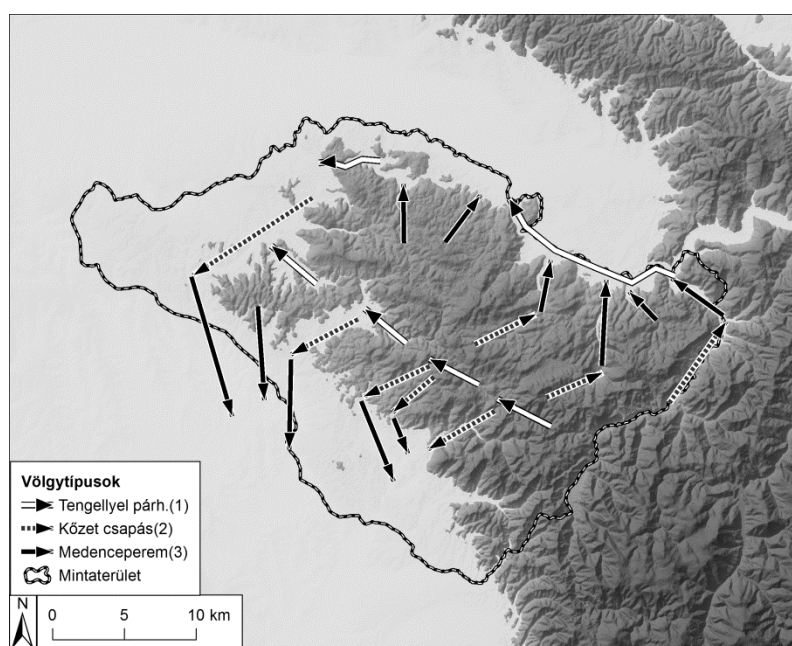 Völgytípusok
Tengellyel párh.(1)
Kőzet csapás(2)
Medenceperem(3)
Mintaterület
N
0 5 10 km